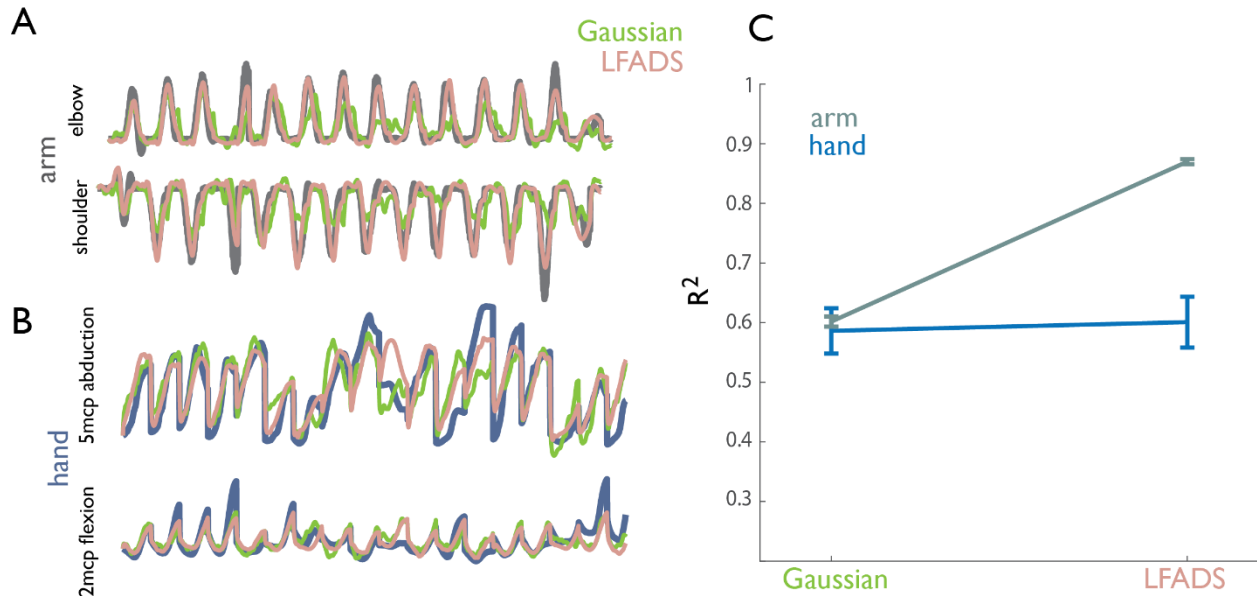 A
Gaussian
LFADS
arm
elbow
shoulder
B
hand
5mcp abduction
2mcp flexion
C
arm
hand
R²
1
0.9
0.8
0.7
0.6
0.5
0.4
0.3
Gaussian
LFADS